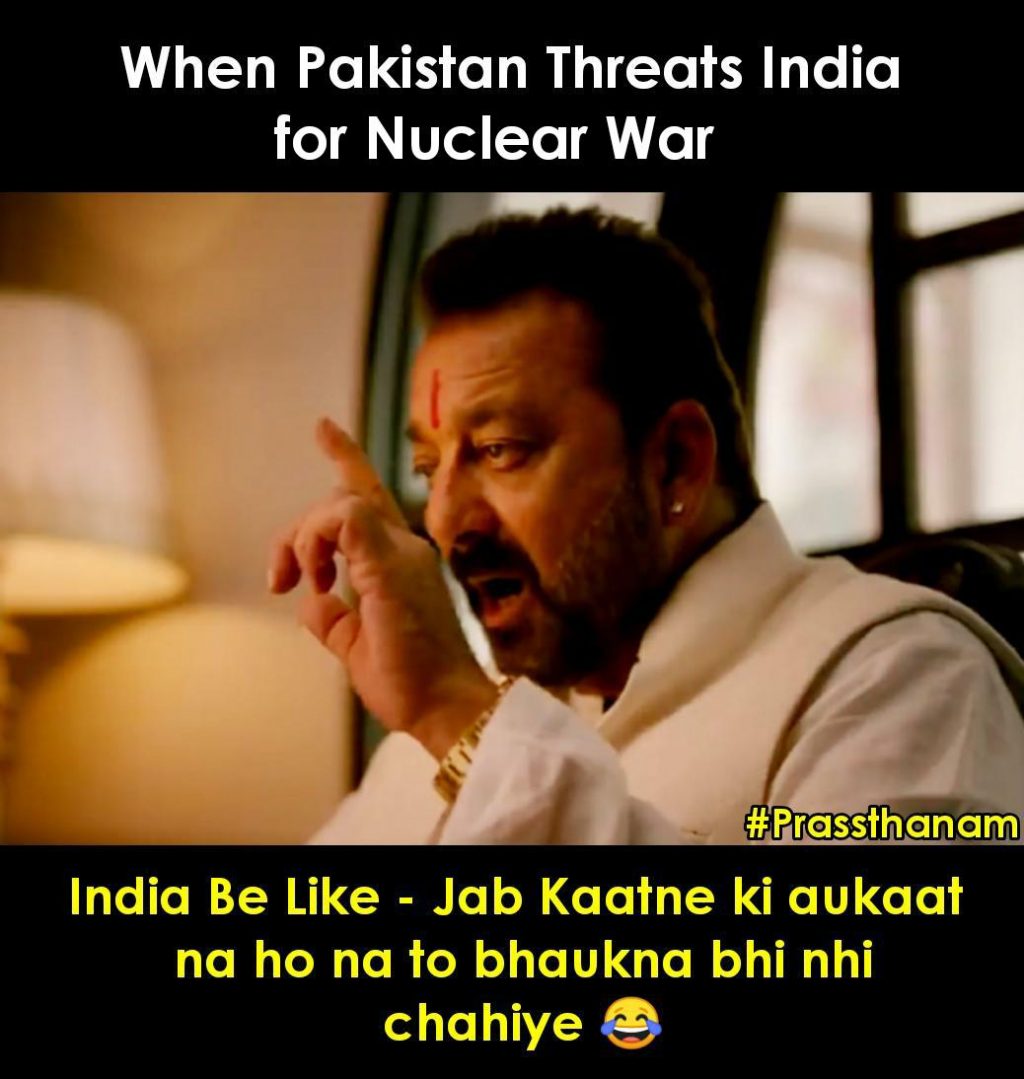 When Pakistan Threats India
for Nuclear War
#Prassthanam
India Be Like - Jab Kaatne ki aukaat
na ho na to bhaukna bhi nhi
chahiye 😂